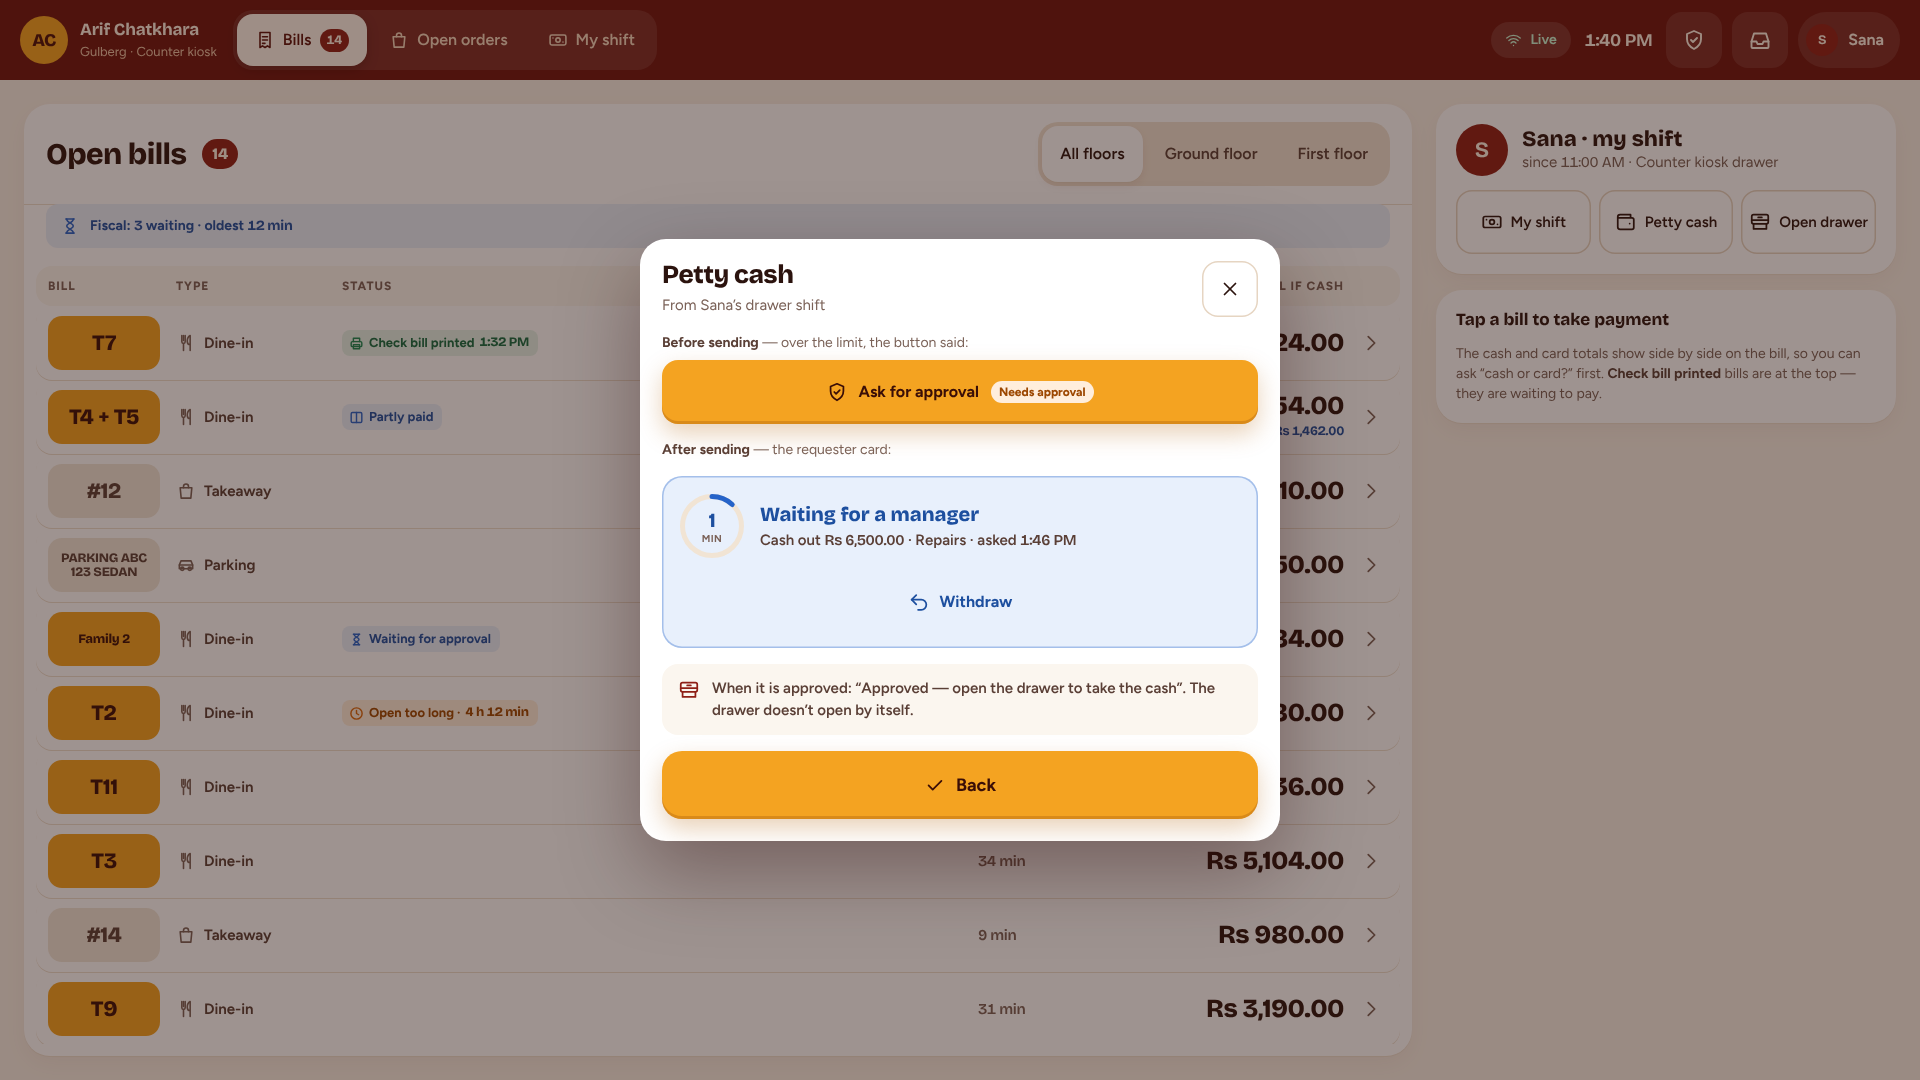 AC
Arif Chatkhara
Gulberg · Counter kiosk
Bills 14
Open orders
My shift
Live
1:40 PM
S
Sana
Open bills 14
All floors
Ground floor
First floor
Fiscal: 3 waiting · oldest 12 min
BILL
TYPE
STATUS
IF CASH
T7
Dine-in
Check bill printed 1:32 PM
24.00
T4 + T5
Dine-in
Partly paid
54.00
Rs 1,462.00
#12
Takeaway
10.00
PARKING ABC
123 SEDAN
Parking
50.00
Family 2
Dine-in
Waiting for approval
34.00
T2
Dine-in
Open too long · 4 h 12 min
30.00
T11
Dine-in
36.00
T3
Dine-in
34 min
Rs 5,104.00
#14
Takeaway
9 min
Rs 980.00
T9
Dine-in
31 min
Rs 3,190.00
Petty cash
From Sana’s drawer shift
Before sending — over the limit, the button said:
Ask for approval Needs approval
After sending — the requester card:
1
MIN
Waiting for a manager
Cash out Rs 6,500.00 · Repairs · asked 1:46 PM
Withdraw
When it is approved: “Approved — open the drawer to take the cash”. The
drawer doesn’t open by itself.
Back
S
Sana · my shift
since 11:00 AM · Counter kiosk drawer
My shift
Petty cash
Open drawer
Tap a bill to take payment
The cash and card totals show side by side on the bill, so you can
ask “cash or card?” first. Check bill printed bills are at the top —
they are waiting to pay.